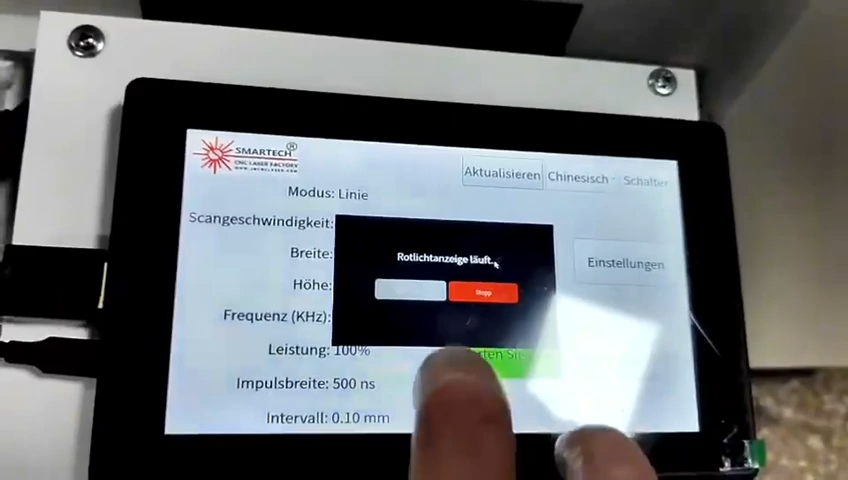 SMARTECH®
CNC LASER FACTORY
Aktualisieren
Chinesisch
Schalter
Modus: Linie
Scangeschwindigkeit:
Breite:
Rotlichtanzeige läuft.
Einstellungen
Höhe:
Stopp
Frequenz (KHz):
Leistung: 100%
Impulsbreite: 500 ns
Intervall: 0.10 mm